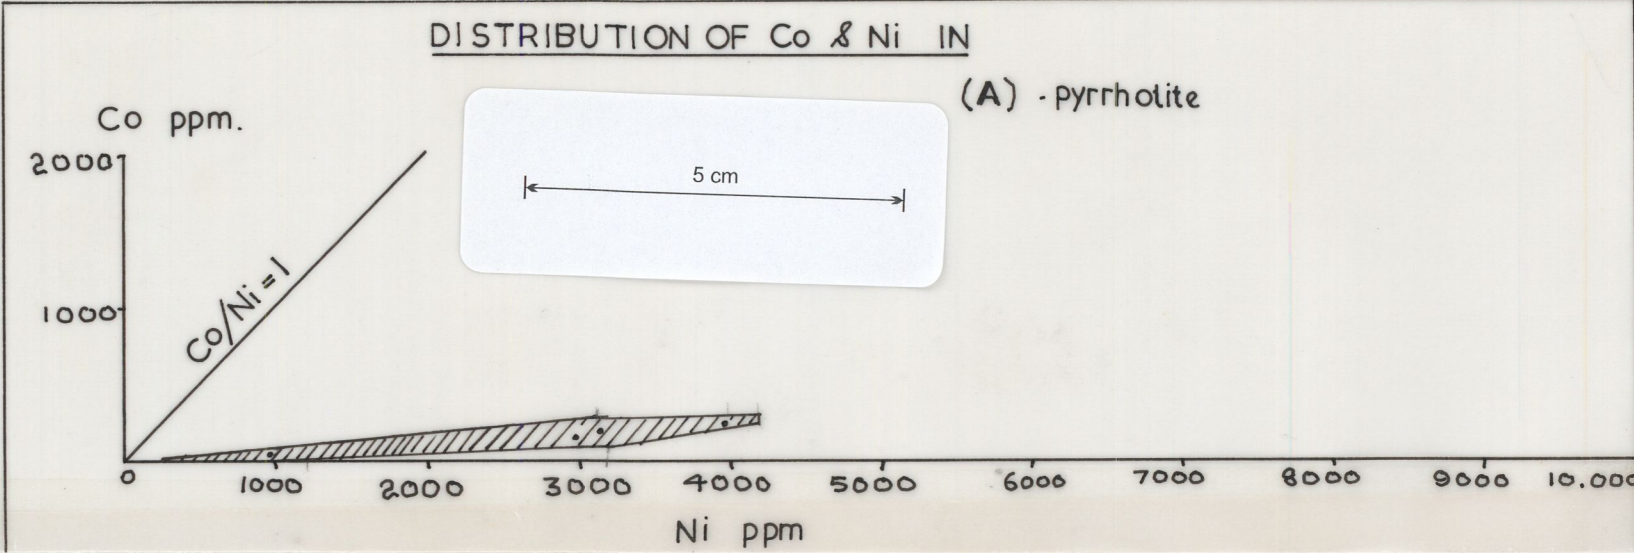 DISTRIBUTION OF Co & Ni IN
(A) - pyrrholite
Co ppm.
5 cm
2000
Co/Ni = 1
1000
0 1000 2000 3000 4000 5000 6000 7000 8000 9000 10.000
Ni ppm